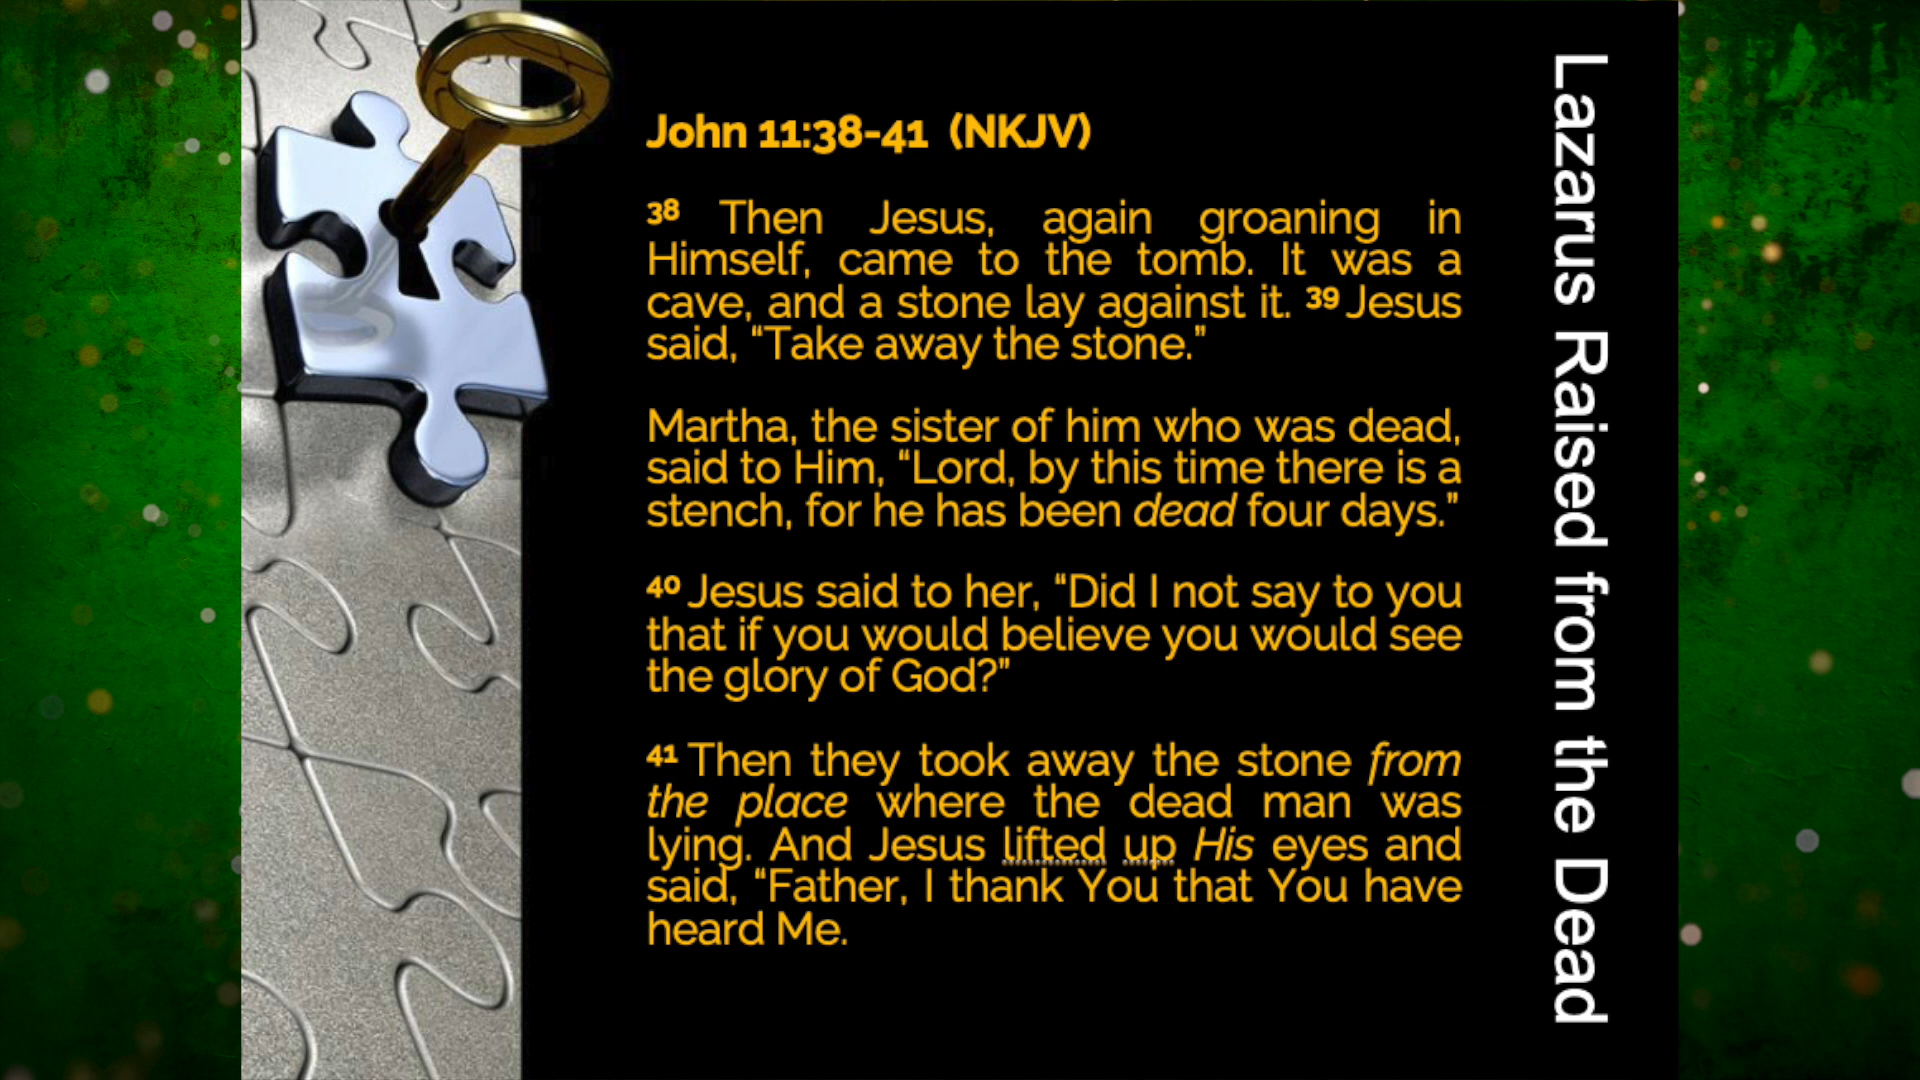 John 11:38-41 (NKJV)
38 Then Jesus, again groaning in
Himself, came to the tomb. It was a
cave, and a stone lay against it. 39 Jesus
said, “Take away the stone.”
Martha, the sister of him who was dead,
said to Him, “Lord, by this time there is a
stench, for he has been dead four days.”
40 Jesus said to her, “Did I not say to you
that if you would believe you would see
the glory of God?”
41 Then they took away the stone from
the place where the dead man was
lying. And Jesus lifted up His eyes and
said, “Father, I thank You that You have
heard Me.
Lazarus Raised from the Dead